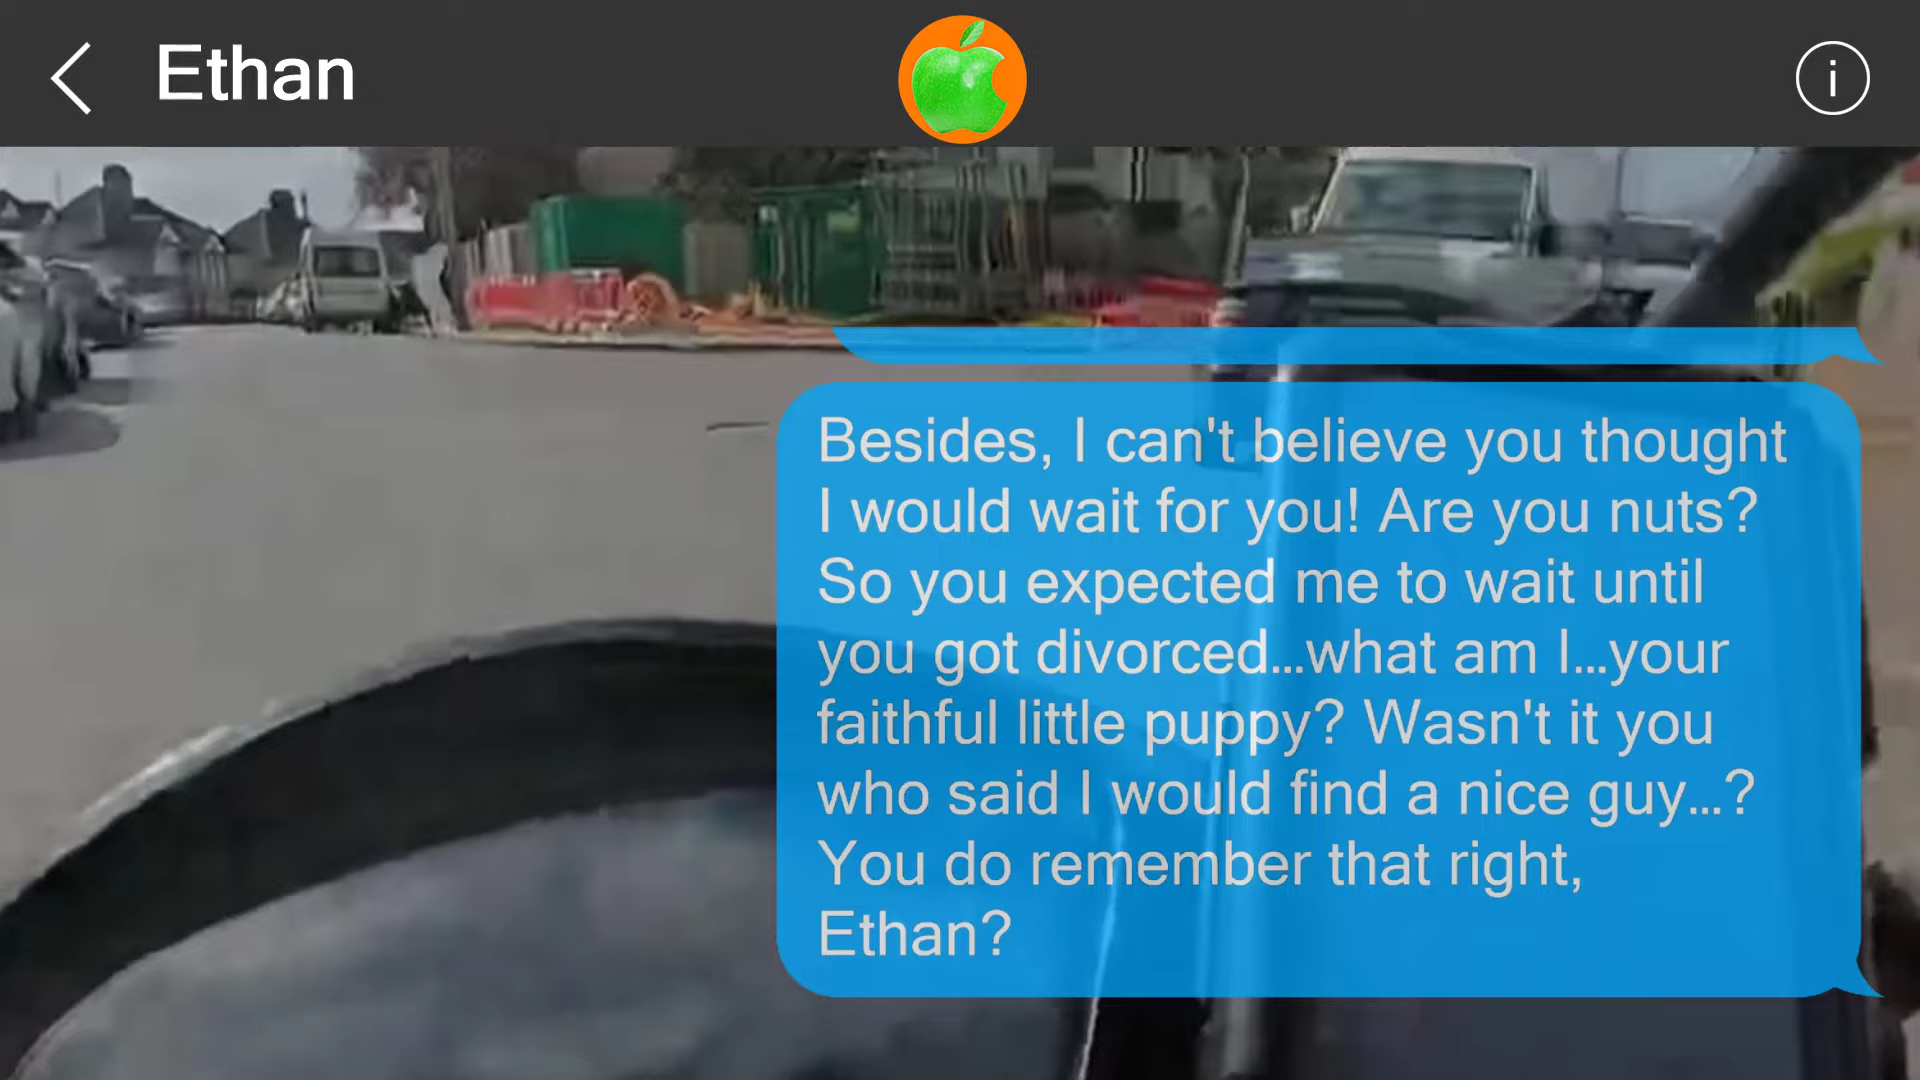 Ethan
Besides, I can't believe you thought
I would wait for you! Are you nuts?
So you expected me to wait until
you got divorced...what am I...your
faithful little puppy? Wasn't it you
who said I would find a nice guy...?
You do remember that right,
Ethan?